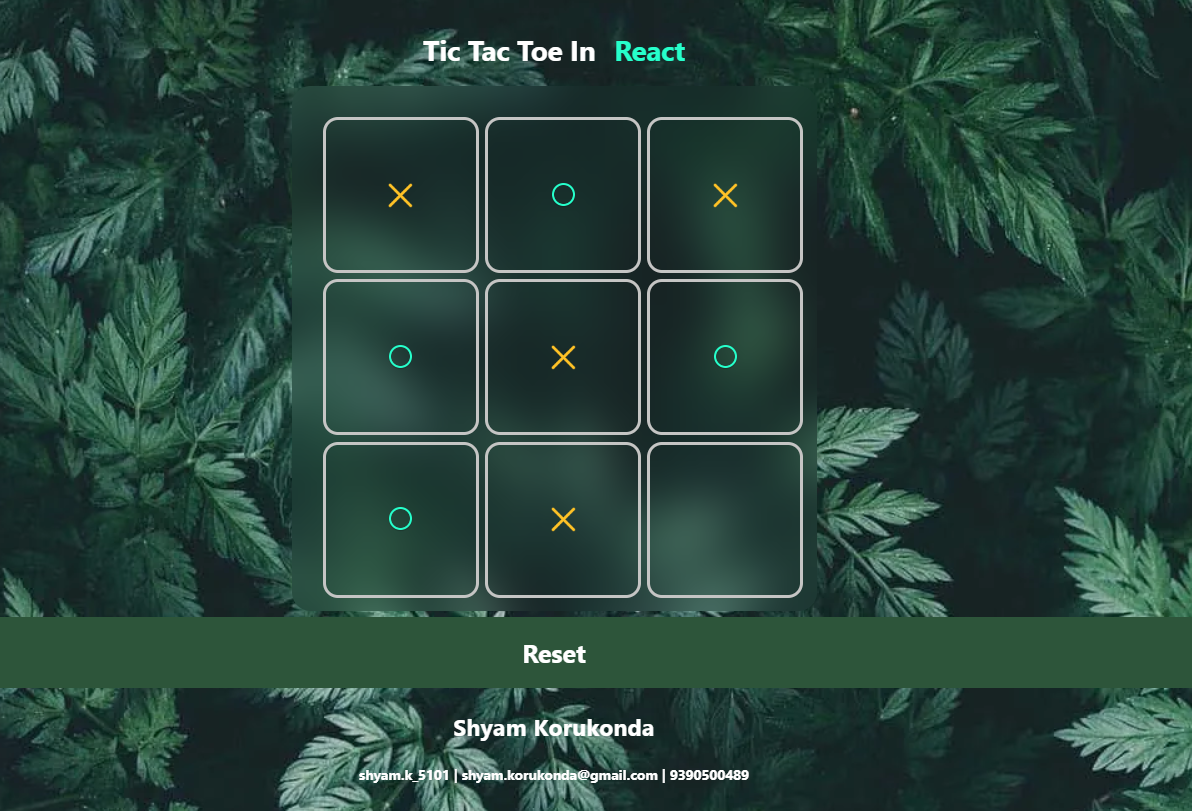 Tic Tac Toe In React
Reset
Shyam Korukonda
shyam.k_5101 | shyam.korukonda@gmail.com | 9390500489